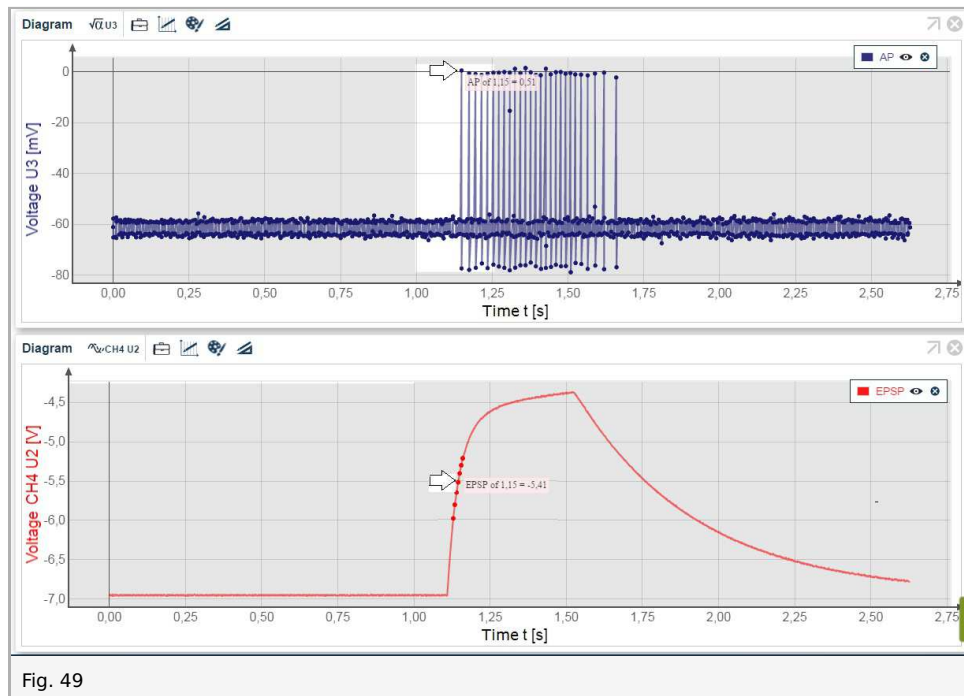 Diagram √α U3
AP
0
-20
-40
-60
-80
Voltage U3 [mV]
AP of 1,15 = 0,51
0,00 0,25 0,50 0,75 1,00 1,25 1,50 1,75 2,00 2,25 2,50 2,75
Time t [s]
Diagram CH4 U2
EPSP
-4,5
-5,0
-5,5
-6,0
-6,5
-7,0
Voltage CH4 U2 [V]
EPSP of 1,15 = -5,41
0,00 0,25 0,50 0,75 1,00 1,25 1,50 1,75 2,00 2,25 2,50 2,75
Time t [s]
Fig. 49